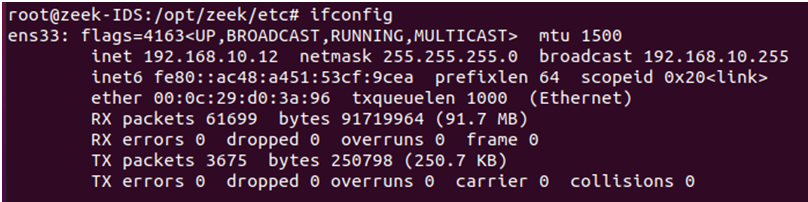 root@zeek-IDS:/opt/zeek/etc# ifconfig
ens33: flags=4163<UP,BROADCAST,RUNNING,MULTICAST>  mtu 1500
        inet 192.168.10.12  netmask 255.255.255.0  broadcast 192.168.10.255
        inet6 fe80::ac48:a451:53cf:9cea  prefixlen 64  scopeid 0x20<link>
        ether 00:0c:29:d0:3a:96  txqueuelen 1000  (Ethernet)
        RX packets 61699  bytes 91719964 (91.7 MB)
        RX errors 0  dropped 0  overruns 0  frame 0
        TX packets 3675  bytes 250798 (250.7 KB)
        TX errors 0  dropped 0 overruns 0  carrier 0  collisions 0